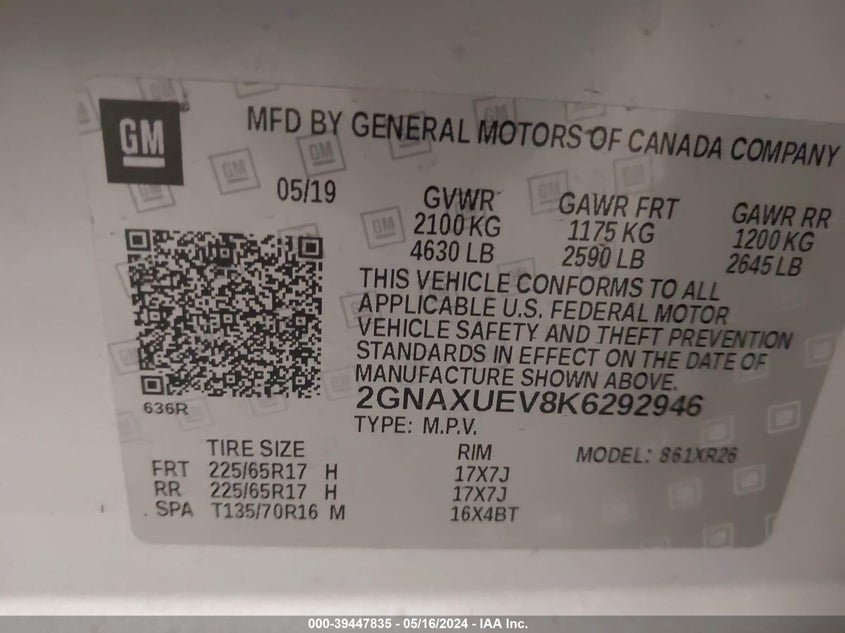 GM
MFD BY GENERAL MOTORS OF CANADA COMPANY
05/19
GVWR
2100 KG
4630 LB
GAWR FRT
1175 KG
2590 LB
GAWR RR
1200 KG
2645 LB
THIS VEHICLE CONFORMS TO ALL
APPLICABLE U.S. FEDERAL MOTOR
VEHICLE SAFETY AND THEFT PREVENTION
STANDARDS IN EFFECT ON THE DATE OF
MANUFACTURE SHOWN ABOVE.
636R
2GNAXUEV8K6292946
TYPE: M.P.V.
TIRE SIZE RIM MODEL: 861XR26
FRT 225/65R17 H 17X7J
RR 225/65R17 H 17X7J
SPA T135/70R16 M 16X4BT
000-39447835 - 05/16/2024 - IAA Inc.